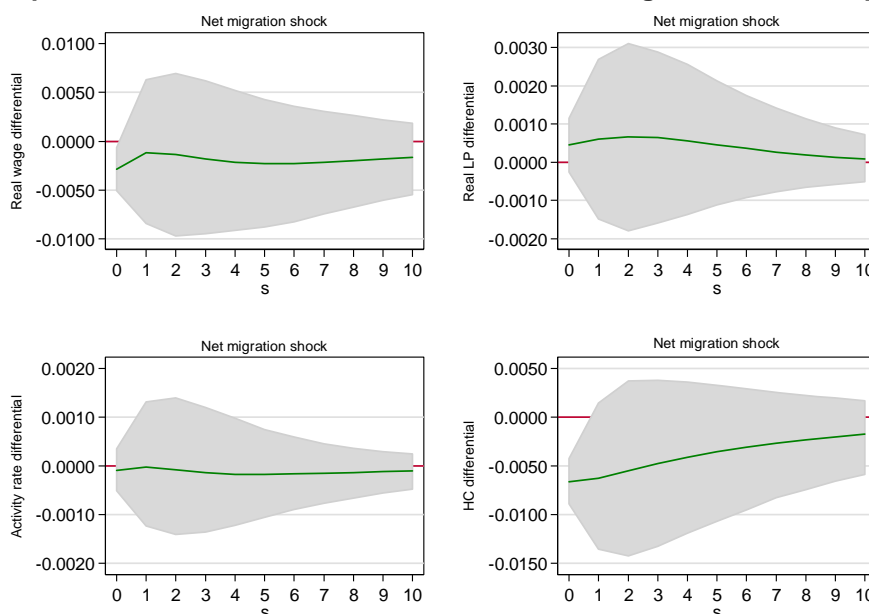 Net migration shock
Real wage differential
0.0100
0.0050
0.0000
-0.0050
-0.0100
0 1 2 3 4 5 6 7 8 9 10
s
Net migration shock
Real LP differential
0.0030
0.0010
0.0000
-0.0010
-0.0020
0 1 2 3 4 5 6 7 8 9 10
s
Net migration shock
Activity rate differential
0.0020
0.0010
0.0000
-0.0010
-0.0020
0 1 2 3 4 5 6 7 8 9 10
s
Net migration shock
HC differential
0.0050
0.0000
-0.0050
-0.0100
-0.0150
0 1 2 3 4 5 6 7 8 9 10
s